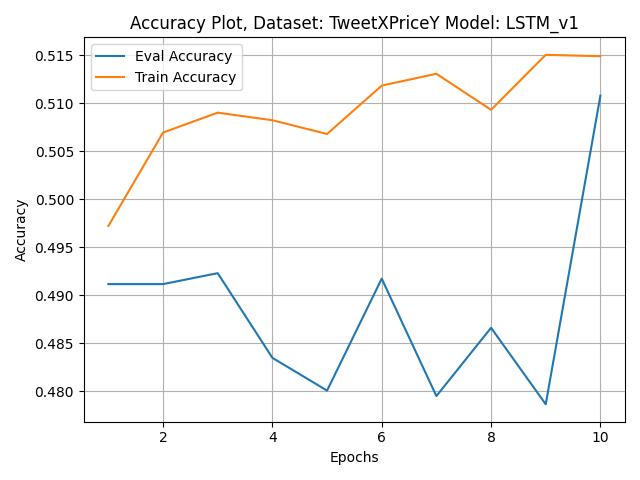 Accuracy Plot, Dataset: TweetXPriceY Model: LSTM_v1
Eval Accuracy
Train Accuracy
0.515
0.510
0.505
0.500
0.495
0.490
0.485
0.480
Accuracy
2 4 6 8 10
Epochs